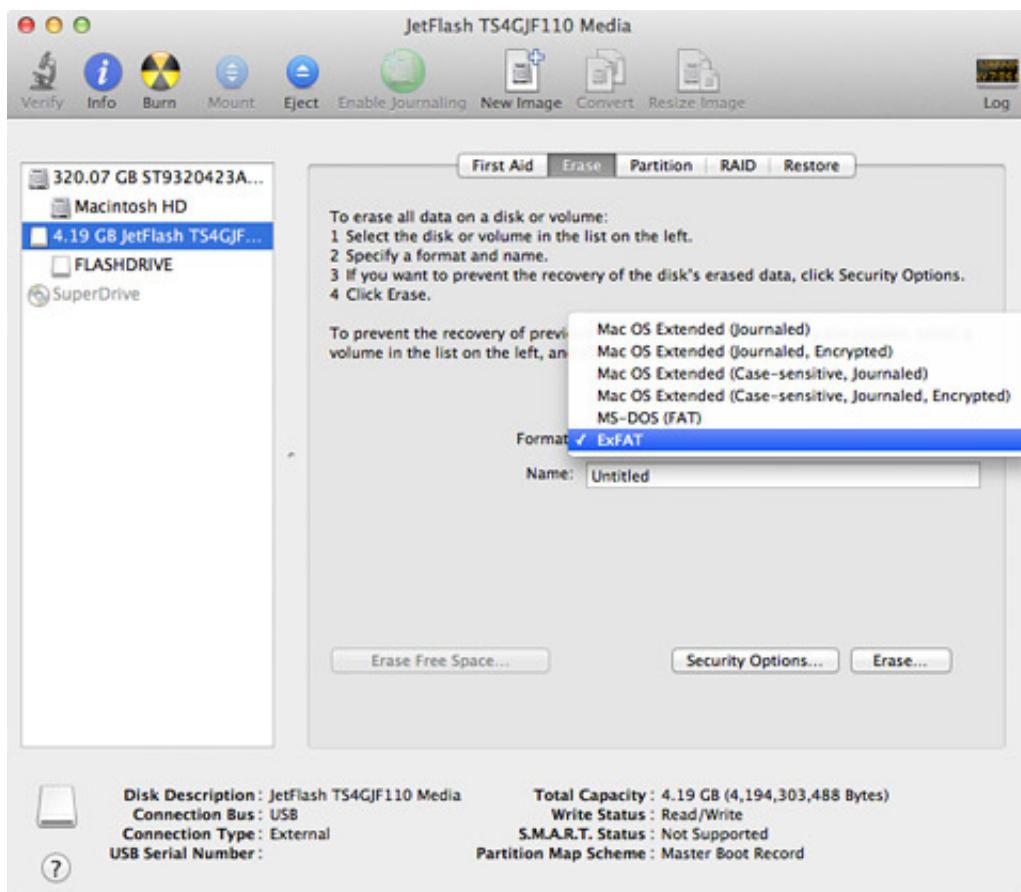 JetFlash TS4GJF110 Media
Verify Info Burn Mount Eject Enable Journaling New Image Convert Resize Image Log
First Aid Erase Partition RAID Restore
320.07 GB ST9320423A...
Macintosh HD
4.19 GB JetFlash TS4GJF...
FLASHDRIVE
SuperDrive
To erase all data on a disk or volume:
1 Select the disk or volume in the list on the left.
2 Specify a format and name.
3 If you want to prevent the recovery of the disk's erased data, click Security Options.
4 Click Erase.
To prevent the recovery of previ
volume in the list on the left, an
Mac OS Extended (Journaled)
Mac OS Extended (Journaled, Encrypted)
Mac OS Extended (Case-sensitive, Journaled)
Mac OS Extended (Case-sensitive, Journaled, Encrypted)
MS-DOS (FAT)
Format ✓ ExFAT
Name: Untitled
Erase Free Space... Security Options... Erase...
Disk Description : JetFlash TS4GJF110 Media
Connection Bus : USB
Connection Type : External
USB Serial Number :
Total Capacity : 4.19 GB (4,194,303,488 Bytes)
Write Status : Read/Write
S.M.A.R.T. Status : Not Supported
Partition Map Scheme : Master Boot Record
?